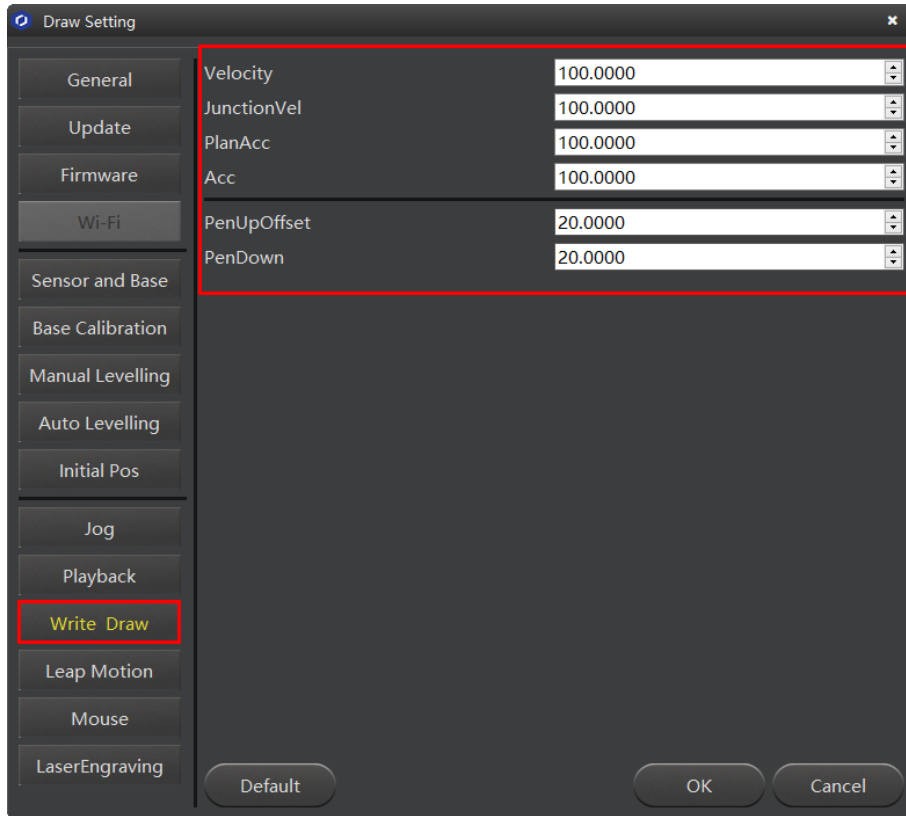 Draw Setting
General
Update
Firmware
Wi-Fi
Sensor and Base
Base Calibration
Manual Levelling
Auto Levelling
Initial Pos
Jog
Playback
Write Draw
Leap Motion
Mouse
LaserEngraving
Velocity 100.0000
JunctionVel 100.0000
PlanAcc 100.0000
Acc 100.0000
PenUpOffset 20.0000
PenDown 20.0000
Default OK Cancel